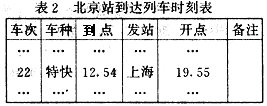 表2 北京站到达列车时刻表
车次 车种 到点 发站 开点 备注
… … … … …
22 特快 12.54 上海 19.55
… … … … …